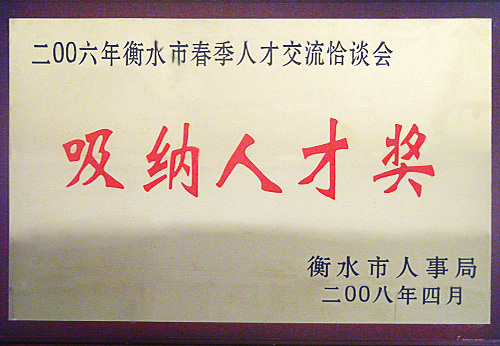 二00六年衡水市春季人才交流恰谈会
吸纳人才奖
衡水市人事局
二00八年四月